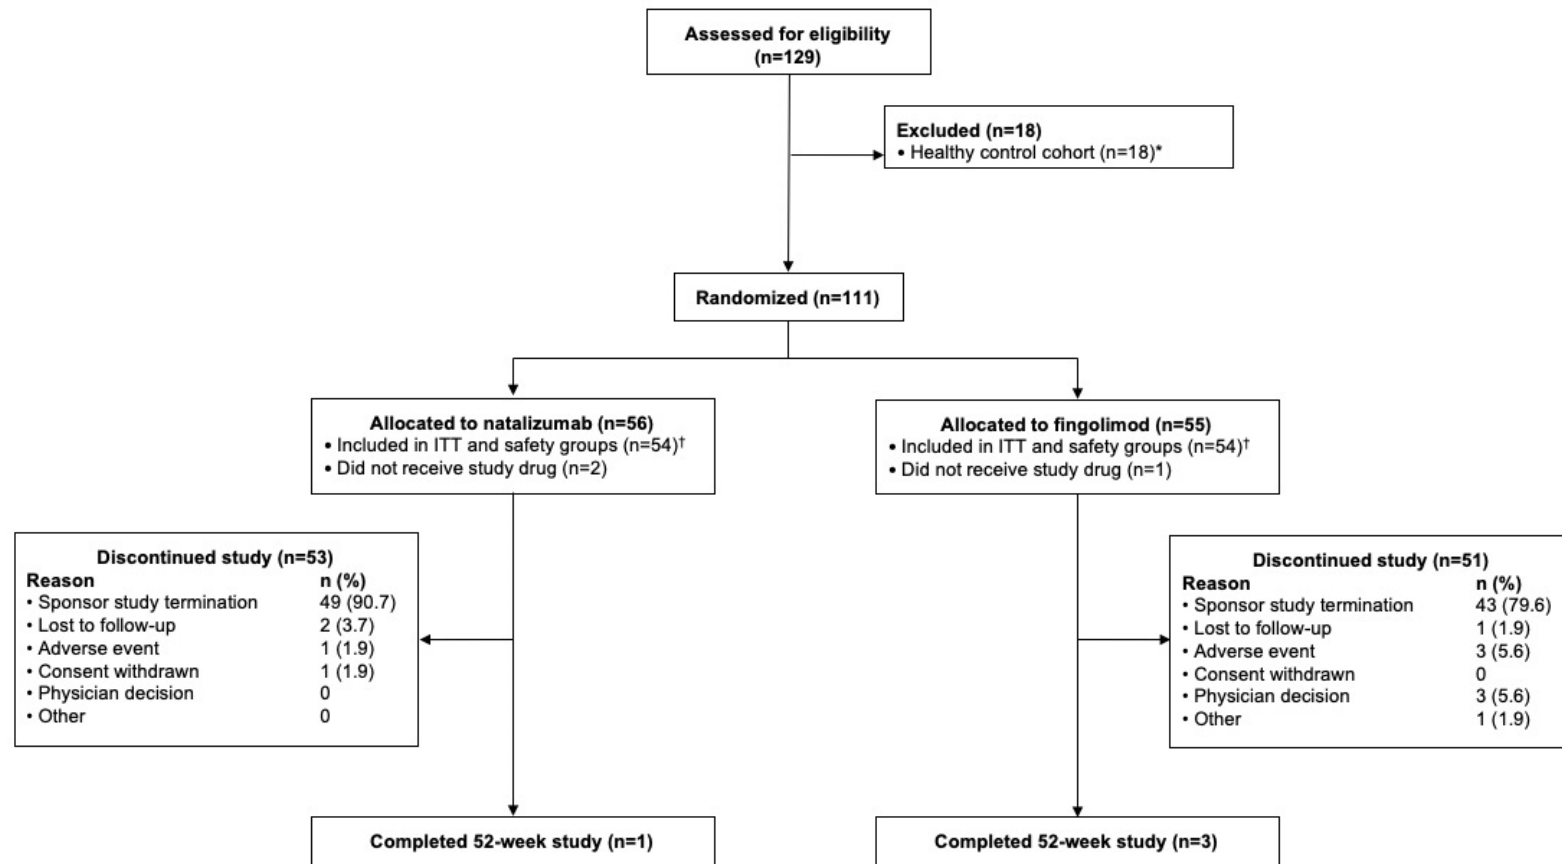 Assessed for eligibility
(n=129)
Excluded (n=18)
• Healthy control cohort (n=18)*
Randomized (n=111)
Allocated to natalizumab (n=56)
• Included in ITT and safety groups (n=54)†
• Did not receive study drug (n=2)
Allocated to fingolimod (n=55)
• Included in ITT and safety groups (n=54)†
• Did not receive study drug (n=1)
Discontinued study (n=53)
Reason n (%)
• Sponsor study termination 49 (90.7)
• Lost to follow-up 2 (3.7)
• Adverse event 1 (1.9)
• Consent withdrawn 1 (1.9)
• Physician decision 0
• Other 0
Discontinued study (n=51)
Reason n (%)
• Sponsor study termination 43 (79.6)
• Lost to follow-up 1 (1.9)
• Adverse event 3 (5.6)
• Consent withdrawn 0
• Physician decision 3 (5.6)
• Other 1 (1.9)
Completed 52-week study (n=1)
Completed 52-week study (n=3)